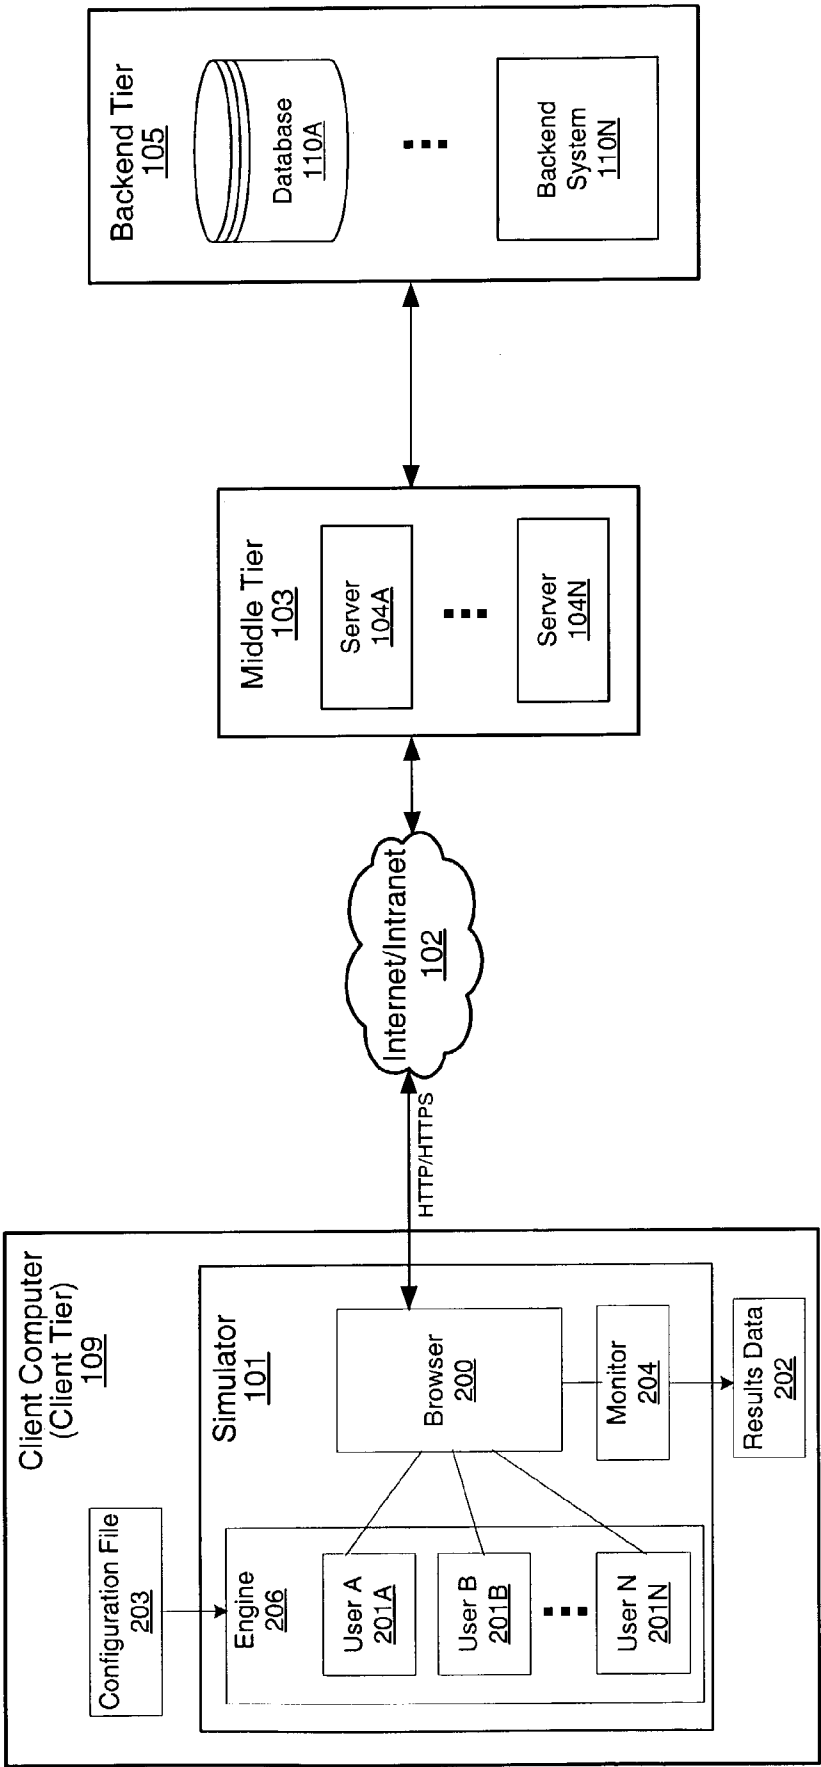 Client Computer
(Client Tier)
109
Configuration File
203
Simulator
101
Engine
206
User A
201A
User B
201B
User N
201N
Browser
200
Monitor
204
Results Data
202
HTTP/HTTPS
Internet/Intranet
102
Middle Tier
103
Server
104A
Server
104N
Backend Tier
105
Database
110A
Backend
System
110N